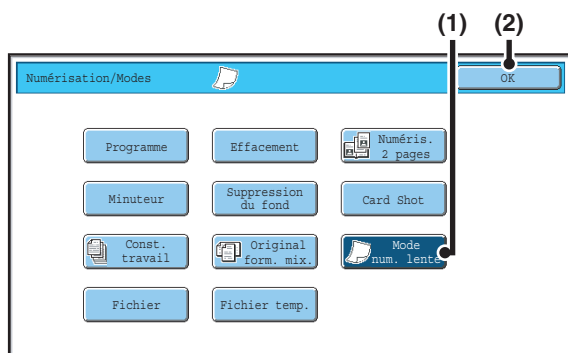 (1) (2)
Numérisation/Modes OK
Programme Effacement Numéris.
2 pages
Minuteur Suppression
du fond Card Shot
Const.
travail Original
form. mix. Mode
num. lente
Fichier Fichier temp.